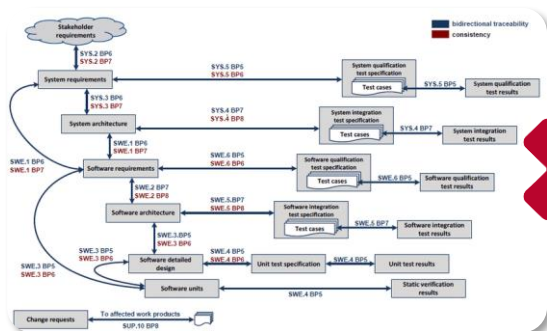 Stakeholder
requirements
bidirectional traceability
consistency
SYS.2 BP6
SYS.2 BP7
System requirements
SYS.5 BP5
SYS.5 BP6
System qualification
test specification
Test cases
SYS.5 BP5
System qualification
test results
SYS.3 BP6
SYS.3 BP7
System architecture
SYS.4 BP7
SYS.4 BP8
System integration
test specification
Test cases
SYS.4 BP7
System integration
test results
SWE.1 BP6
SWE.1 BP7
SWE.1 BP6
SWE.1 BP7
Software requirements
SWE.6 BP5
SWE.6 BP6
Software qualification
test specification
Test cases
SWE.6 BP5
Software qualification
test results
SWE.2 BP7
SWE.2 BP8
Software architecture
SWE.5.BP7
SWE.5 BP8
Software integration
test specification
Test cases
SWE.5 BP7
Software integration
test results
SWE.3.BP5
SWE.3 BP6
SWE.3 BP5
SWE.3 BP6
SWE.3 BP5
SWE.3 BP6
Software detailed
design
SWE.4 BP5
SWE.4 BP6
Unit test specification
SWE.4 BP5
Unit test results
Software units
SWE.4 BP5
Static verification
results
Change requests
To affected work products
SUP.10 BP8